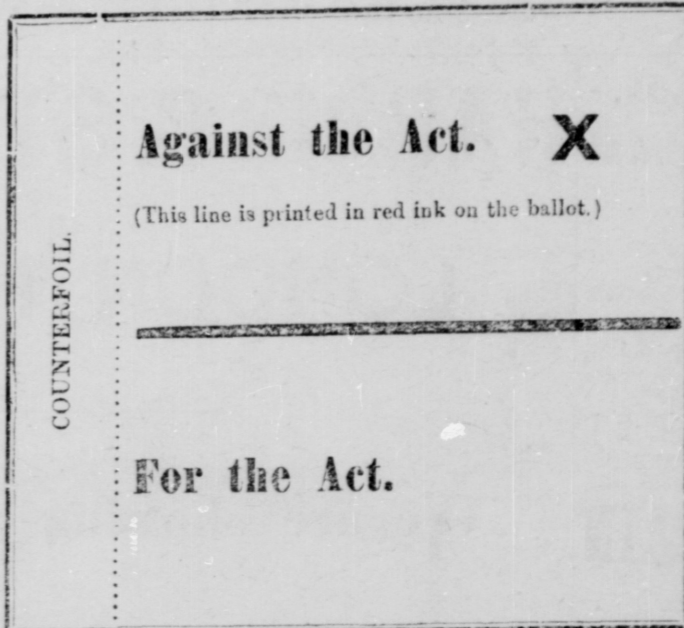 COUNTERFOIL.
Against the Act. X
(This line is printed in red ink on the ballot.)
For the Act.